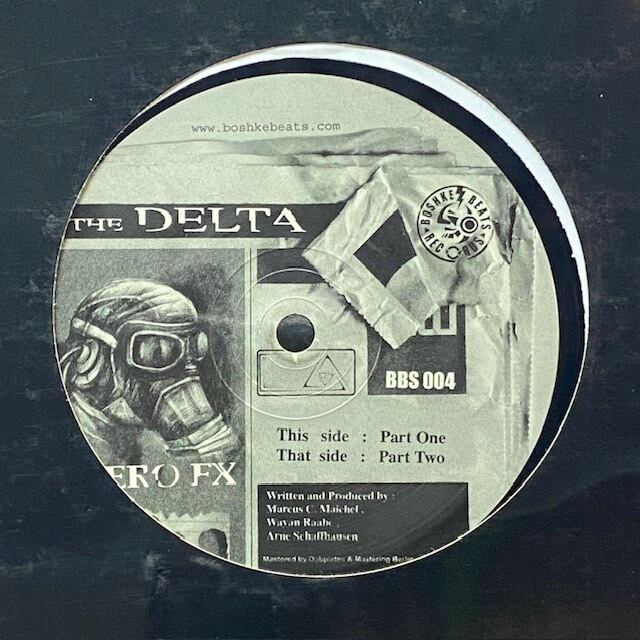 www.boshkebeats.com
THE DELTA
BOSHKE BEATS
RECORDS
BBS 004
This side : Part One
That side : Part Two
ERO FX
Written and Produced by :
Marcus C. Maichel ,
Wayan Raabe ,
Arne Schaffhausen
Mastered by Dubplates & Mastering Berlin